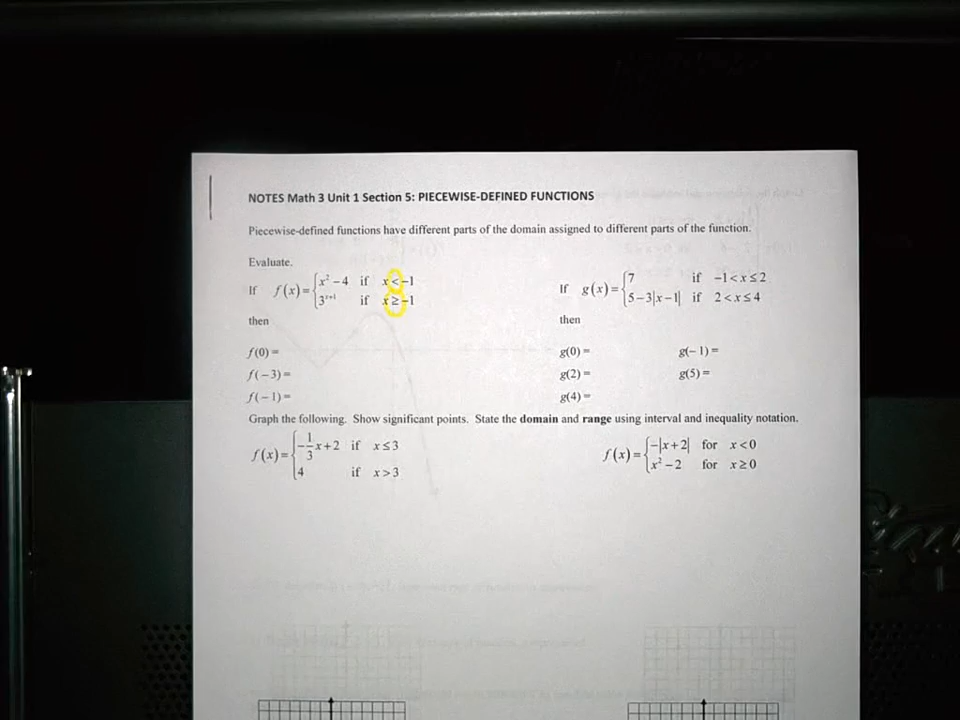 NOTES Math 3 Unit 1 Section 5: PIECEWISE-DEFINED FUNCTIONS
Piecewise-defined functions have different parts of the domain assigned to different parts of the function.
Evaluate.
If f(x)={x²−4 if x<−1
3ˣ⁺¹ if x≥−1
If g(x)={7 if −1<x≤2
5−3|x−1| if 2<x≤4
then
then
f(0)=
g(0)=
g(−1)=
f(−3)=
g(2)=
g(5)=
f(−1)=
g(4)=
Graph the following. Show significant points. State the domain and range using interval and inequality notation.
f(x)={−1/3x+2 if x≤3
4 if x>3
f(x)={−|x+2| for x<0
x²−2 for x≥0